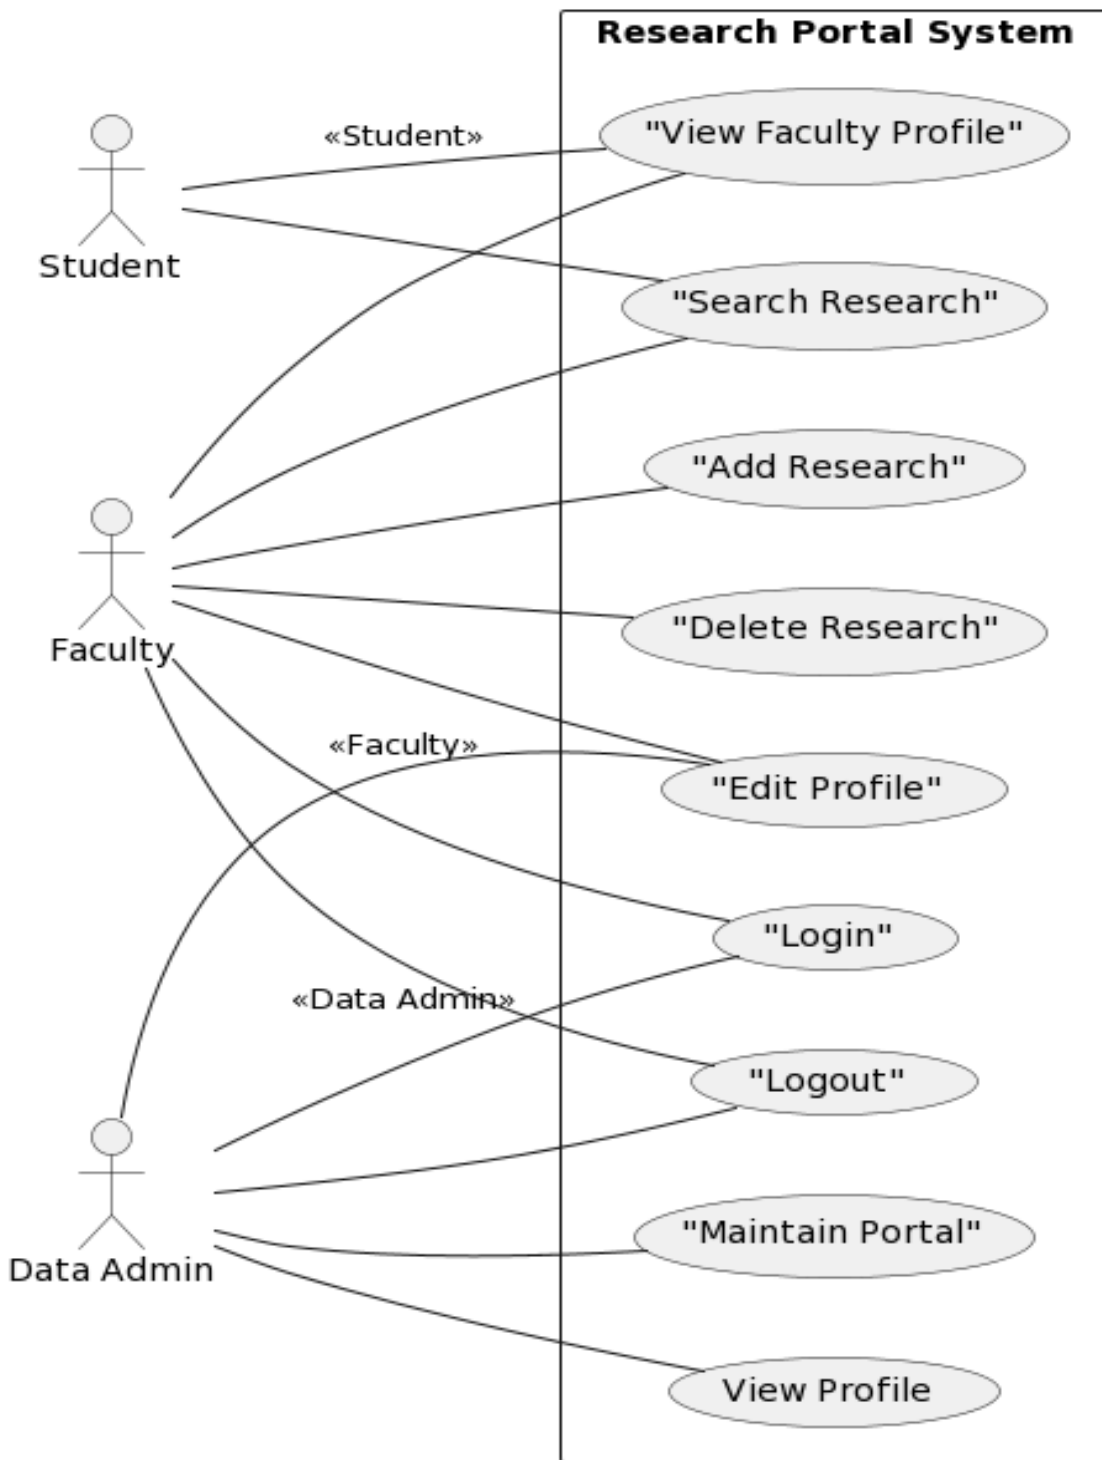 Research Portal System
"View Faculty Profile"
«Student»
Student
"Search Research"
"Add Research"
Faculty
"Delete Research"
«Faculty»
"Edit Profile"
"Login"
«Data Admin»
"Logout"
Data Admin
"Maintain Portal"
View Profile